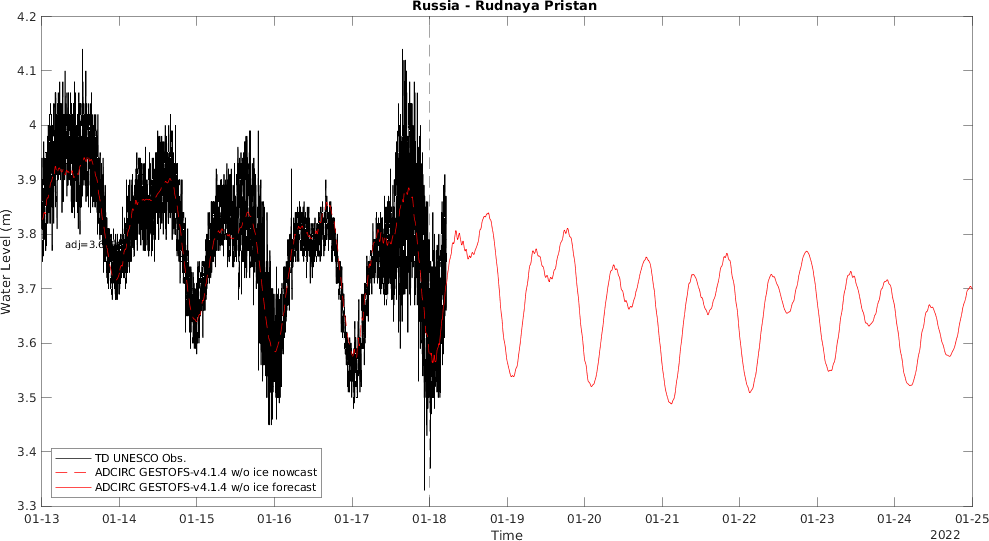 Russia - Rudnaya Pristan
4.2
4.1
4
3.9
3.8
3.7
3.6
3.5
3.4
3.3
Water Level (m)
adj=3.6
TD UNESCO Obs.
ADCIRC GESTOFS-v4.1.4 w/o ice nowcast
ADCIRC GESTOFS-v4.1.4 w/o ice forecast
01-13 01-14 01-15 01-16 01-17 01-18 01-19 01-20 01-21 01-22 01-23 01-24 01-25
Time
2022